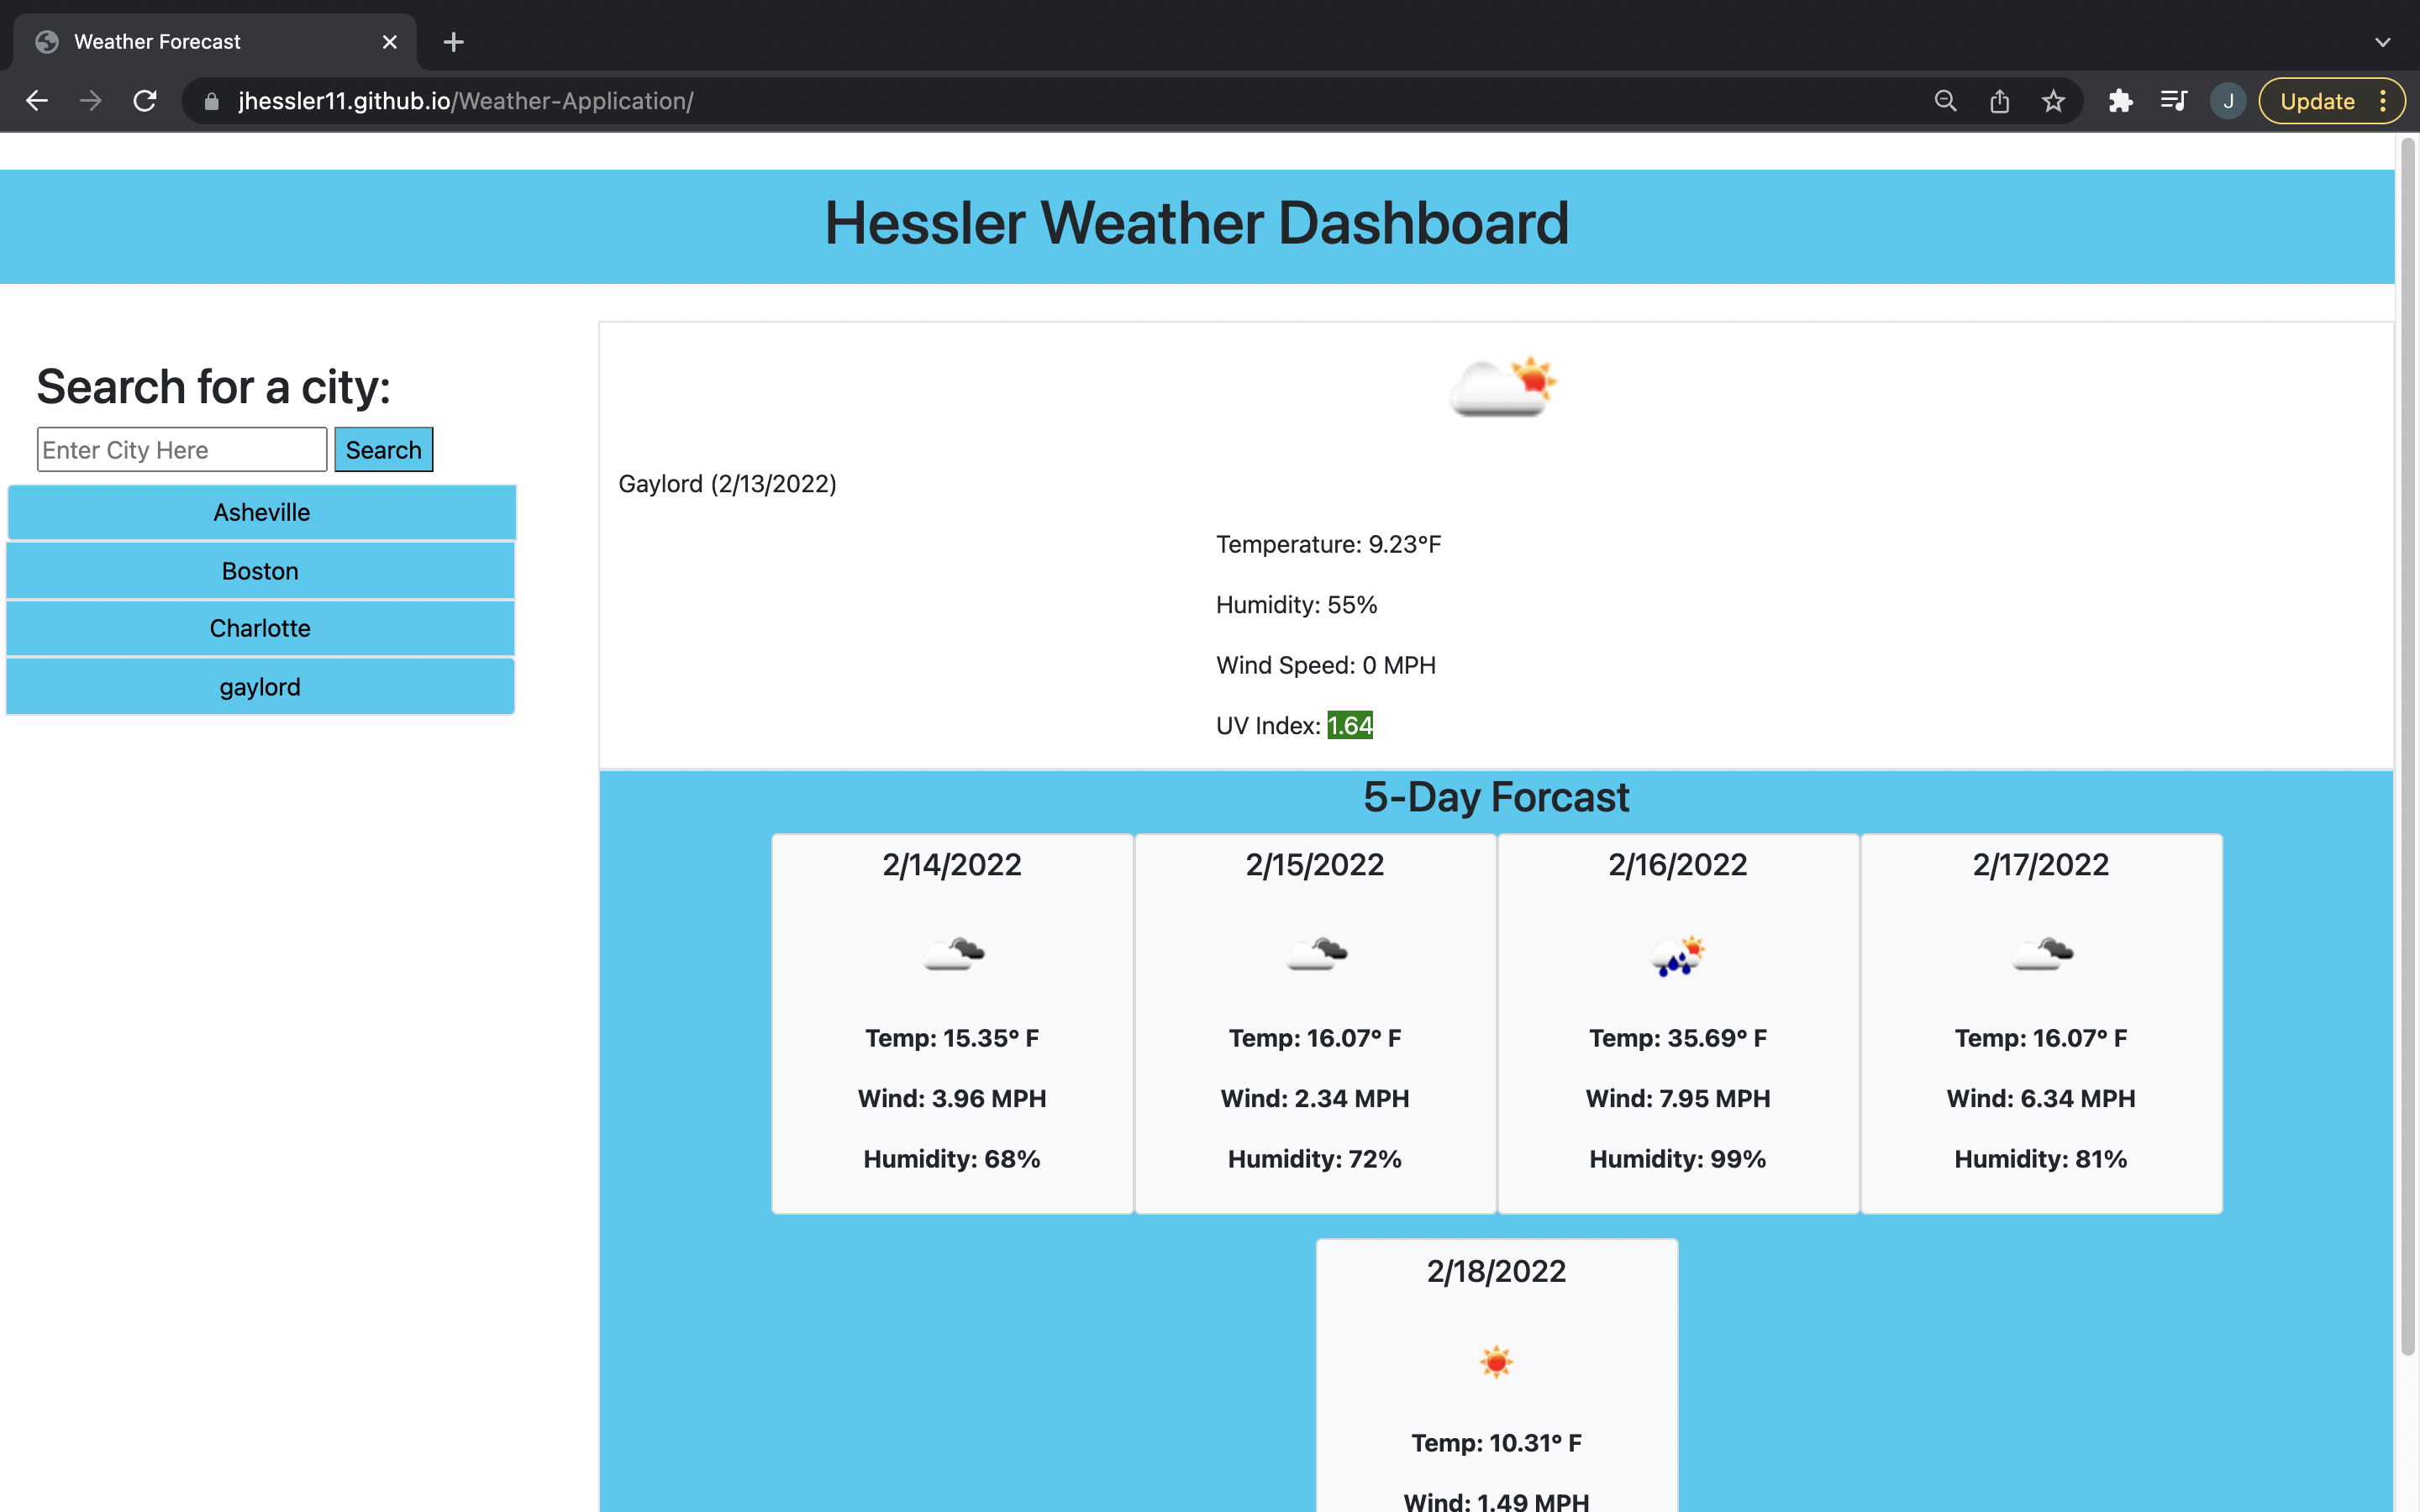 Weather Forecast
jhessler11.github.io/Weather-Application/
J
Update
Hessler Weather Dashboard
Search for a city:
Enter City Here
Search
Asheville
Boston
Charlotte
gaylord
Gaylord (2/13/2022)
Temperature: 9.23°F
Humidity: 55%
Wind Speed: 0 MPH
UV Index: 1.64
5-Day Forcast
2/14/2022
Temp: 15.35° F
Wind: 3.96 MPH
Humidity: 68%
2/15/2022
Temp: 16.07° F
Wind: 2.34 MPH
Humidity: 72%
2/16/2022
Temp: 35.69° F
Wind: 7.95 MPH
Humidity: 99%
2/17/2022
Temp: 16.07° F
Wind: 6.34 MPH
Humidity: 81%
2/18/2022
Temp: 10.31° F
Wind: 1.49 MPH